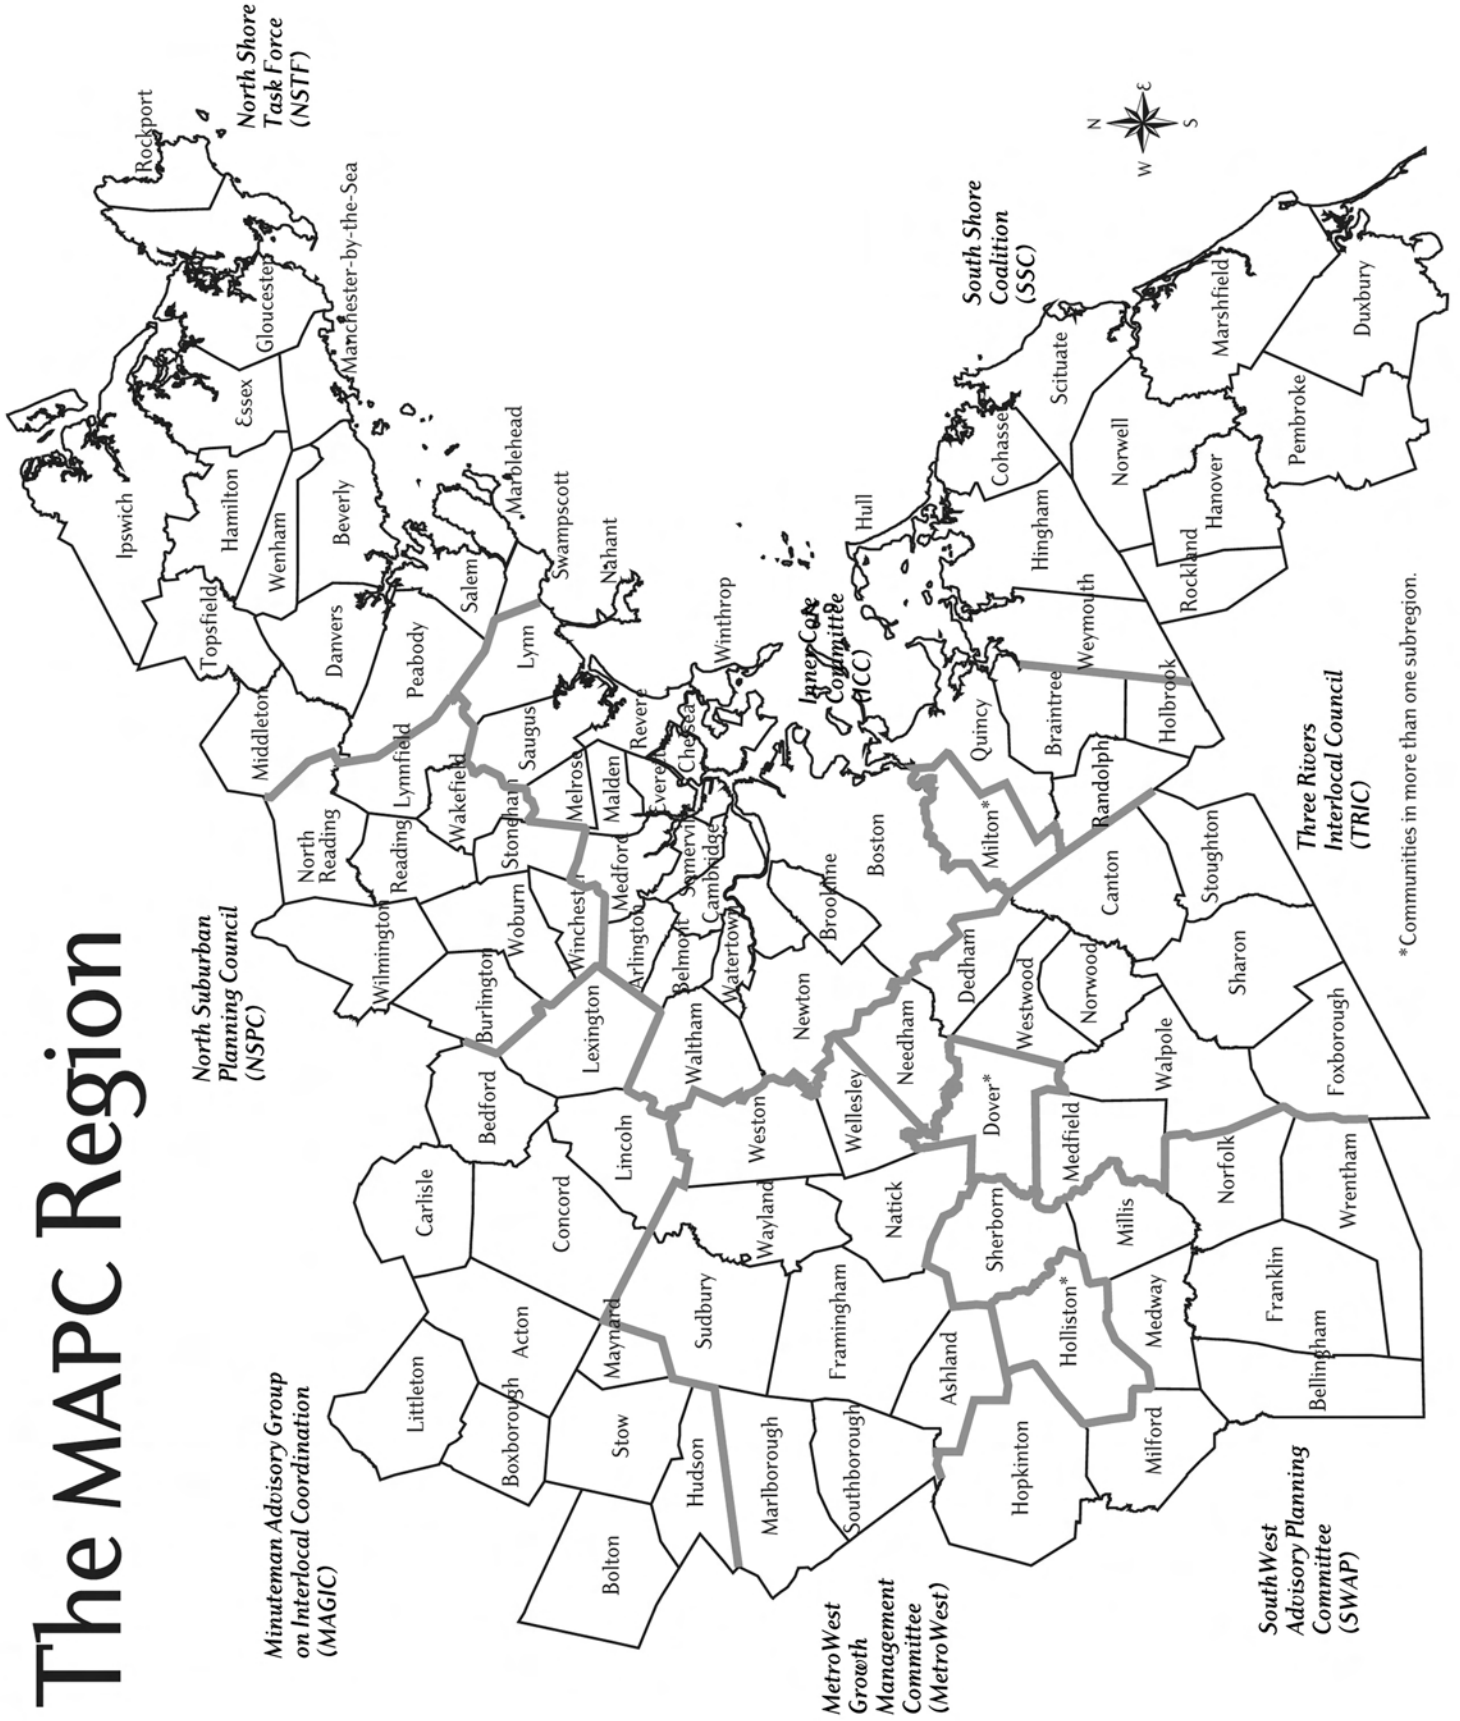 The MAPC Region
North Shore
Task Force
(NSTF)
North Suburban
Planning Council
(NSPC)
Minuteman Advisory Group
on Interlocal Coordination
(MAGIC)
MetroWest
Growth
Management
Committee
(MetroWest)
SouthWest
Advisory Planning
Committee
(SWAP)
Three Rivers
Interlocal Council
(TRIC)
South Shore
Coalition
(SSC)
Inner Core
Committee
(ICC)
N
E
S
W
Rockport
Gloucester
Manchester-by-the-Sea
Essex
Ipswich
Hamilton
Wenham
Beverly
Topsfield
Danvers
Middleton
Peabody
Salem
Marblehead
Swampscott
Nahant
Lynn
Lynnfield
Saugus
Wakefield
North
Reading
Reading
Stoneham
Melrose
Malden
Revere
Everett
Chelsea
Winthrop
Wilmington
Woburn
Winchester
Burlington
Medford
Somerville
Cambridge
Arlington
Belmont
Watertown
Lexington
Bedford
Waltham
Newton
Brookline
Boston
Lincoln
Weston
Wellesley
Needham
Carlisle
Concord
Wayland
Natick
Littleton
Acton
Maynard
Sudbury
Framingham
Ashland
Boxborough
Stow
Hudson
Marlborough
Southborough
Bolton
Hopkinton
Holliston*
Sherborn
Dover*
Medfield
Millis
Medway
Milford
Franklin
Bellingham
Norfolk
Wrentham
Dedham
Westwood
Norwood
Walpole
Foxborough
Sharon
Canton
Stoughton
Milton*
Randolph
Quincy
Braintree
Holbrook
Weymouth
Hull
Hingham
Cohasset
Scituate
Norwell
Rockland
Hanover
Marshfield
Pembroke
Duxbury
*Communities in more than one subregion.